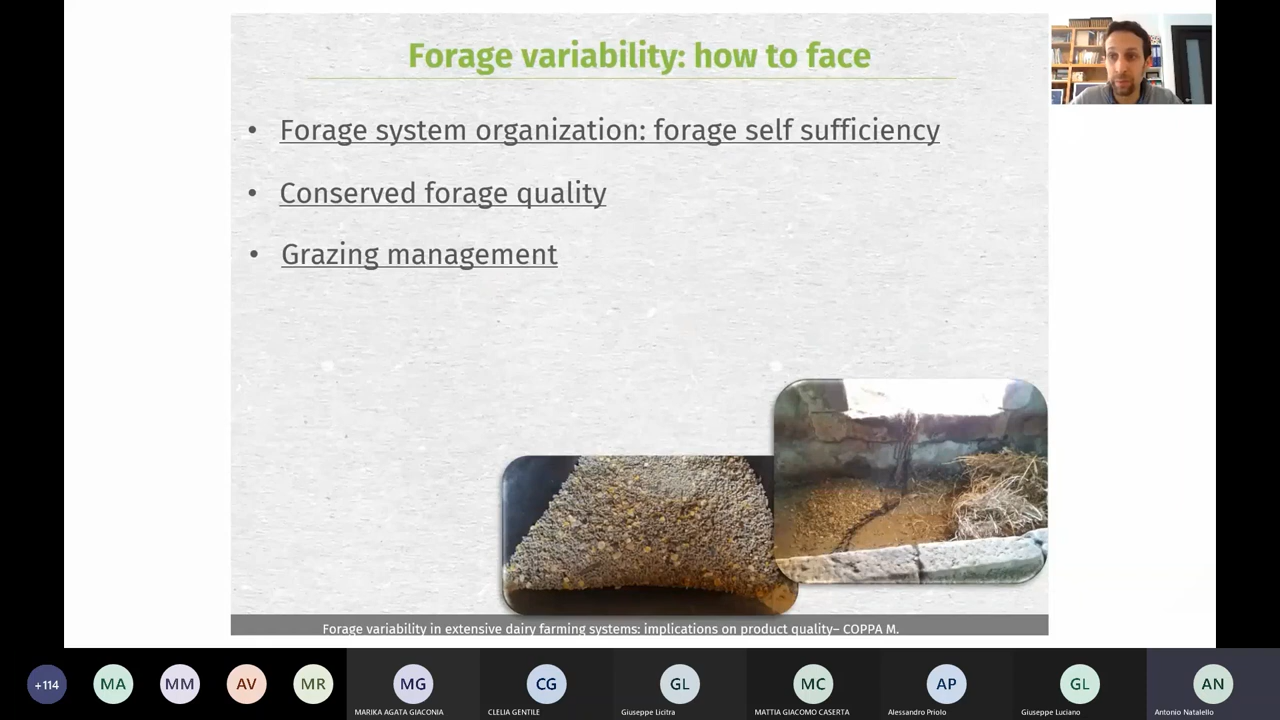 Forage variability: how to face
• Forage system organization: forage self sufficiency
• Conserved forage quality
• Grazing management
Forage variability in extensive dairy farming systems: implications on product quality– COPPA M.
+114
MA
MM
AV
MR
MG
CG
GL
MC
AP
GL
AN
MARIKA AGATA GIACONIA
CLELIA GENTILE
Giuseppe Licitra
MATTIA GIACOMO CASERTA
Alessandro Priolo
Giuseppe Luciano
Antonio Natalello